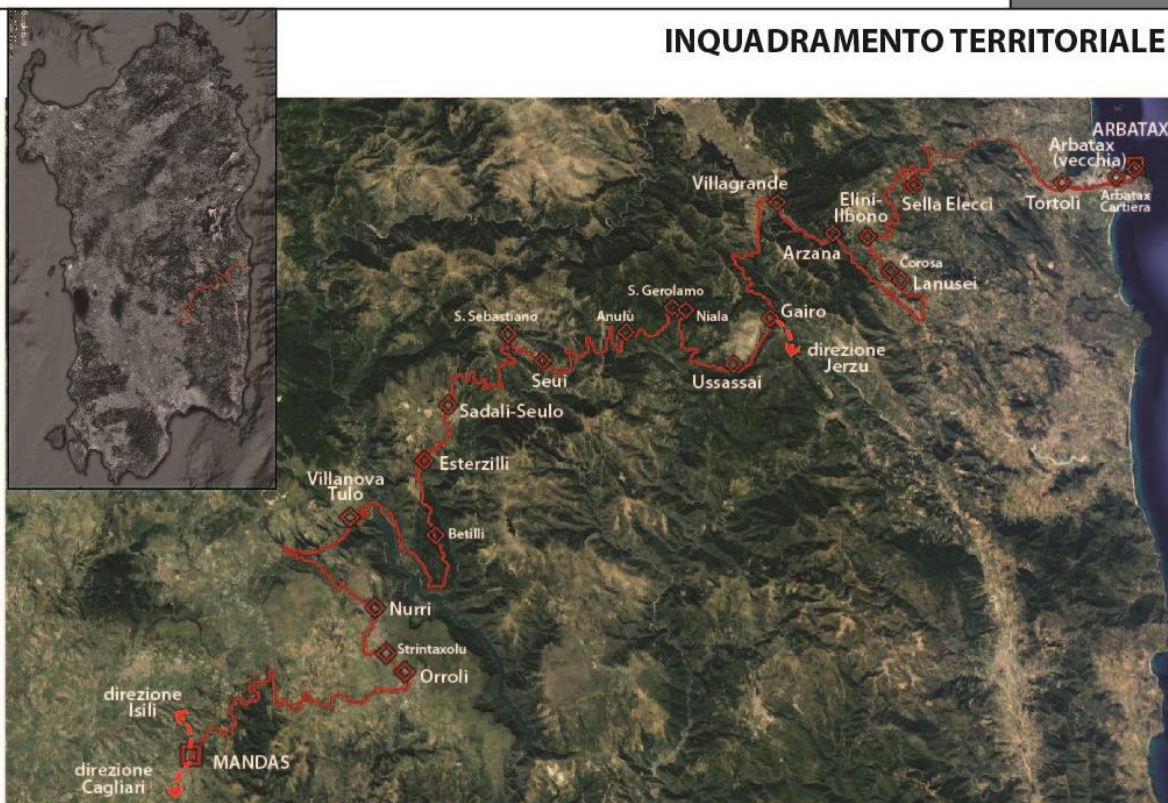 INQUADRAMENTO TERRITORIALE
ARBATAX
Arbatax
(vecchia)
Arbatax
Cartiera
Tortoli
Villagrande
Elini-
Ilbono
Sella Elecci
Arzana
Corosa
Lanusei
S. Gerolamo
Niala
Gairo
S. Sebastiano
Anulù
direzione
Jerzu
Seui
Ussassai
Sadali-Seulo
Esterzilli
Villanova
Tulo
Betilli
Nurri
Strintaxolu
Orroli
direzione
Isili
MANDAS
direzione
Cagliari